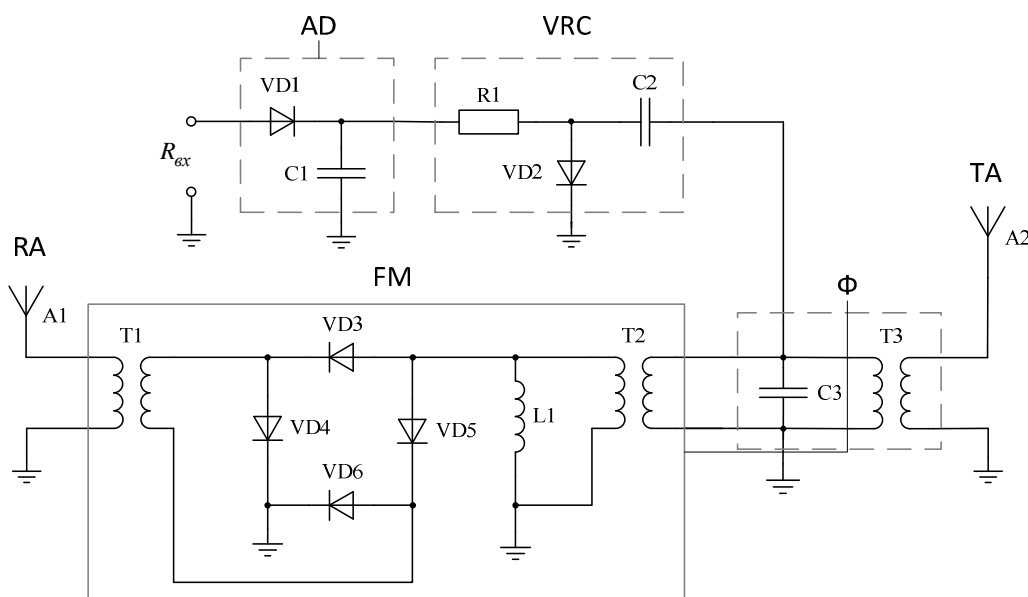 AD
VRC
VD1
R1
C2
Rвх
C1
VD2
TA
A2
RA
A1
FM
Ф
T1
VD3
T2
T3
VD4
VD5
L1
C3
VD6